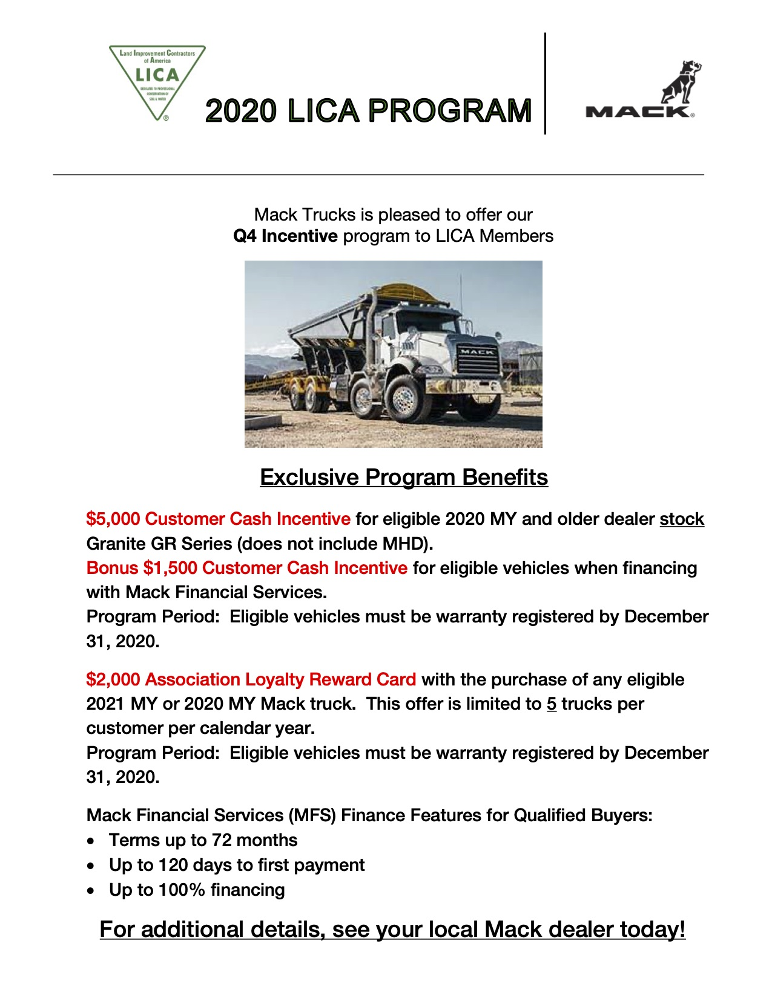 Land Improvement Contractors
of America
LICA
DEDICATED TO PROFESSIONAL
CONSERVATION OF
SOIL & WATER
®
2020 LICA PROGRAM
MACK®
Mack Trucks is pleased to offer our
Q4 Incentive program to LICA Members
MACK
Exclusive Program Benefits
$5,000 Customer Cash Incentive for eligible 2020 MY and older dealer stock
Granite GR Series (does not include MHD).
Bonus $1,500 Customer Cash Incentive for eligible vehicles when financing
with Mack Financial Services.
Program Period:  Eligible vehicles must be warranty registered by December
31, 2020.
$2,000 Association Loyalty Reward Card with the purchase of any eligible
2021 MY or 2020 MY Mack truck.  This offer is limited to 5 trucks per
customer per calendar year.
Program Period:  Eligible vehicles must be warranty registered by December
31, 2020.
Mack Financial Services (MFS) Finance Features for Qualified Buyers:
• Terms up to 72 months
• Up to 120 days to first payment
• Up to 100% financing
For additional details, see your local Mack dealer today!